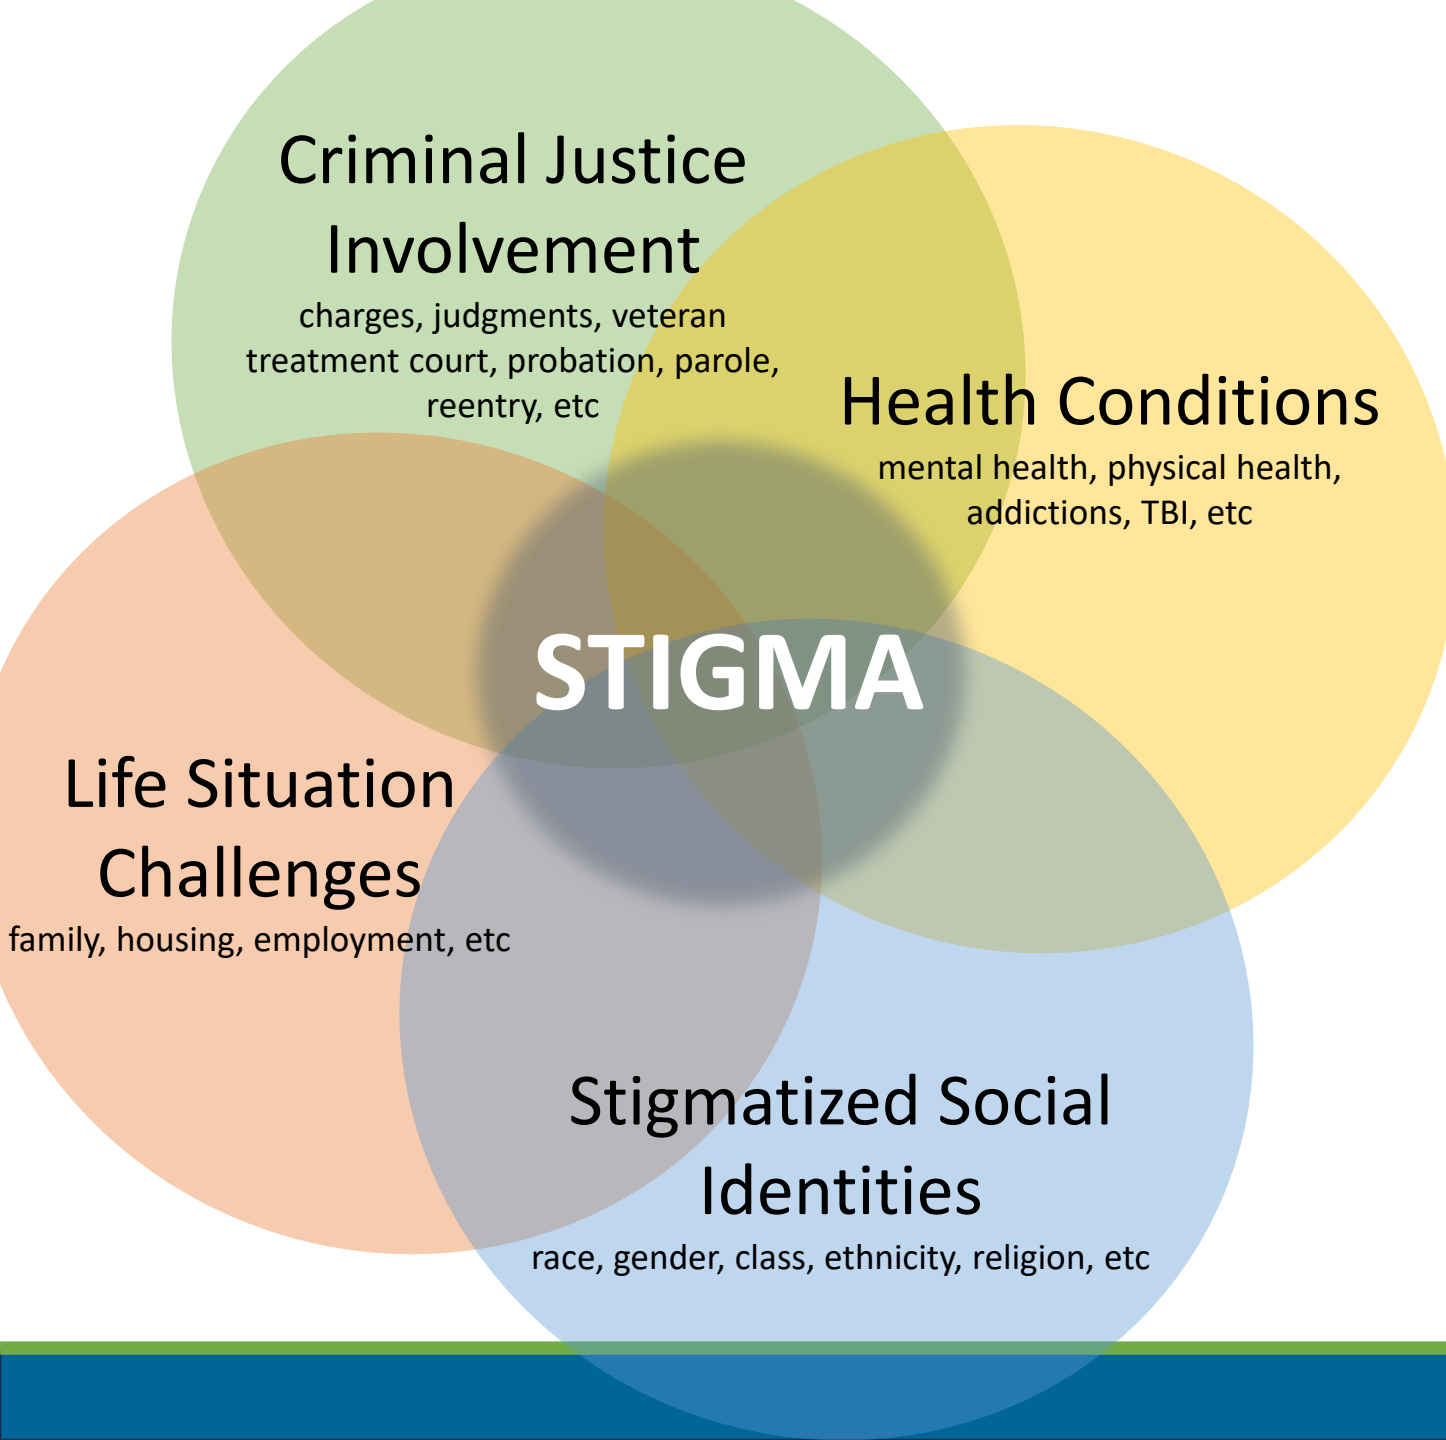 Criminal Justice
Involvement
charges, judgments, veteran
treatment court, probation, parole,
reentry, etc
Health Conditions
mental health, physical health,
addictions, TBI, etc
STIGMA
Life Situation
Challenges
family, housing, employment, etc
Stigmatized Social
Identities
race, gender, class, ethnicity, religion, etc